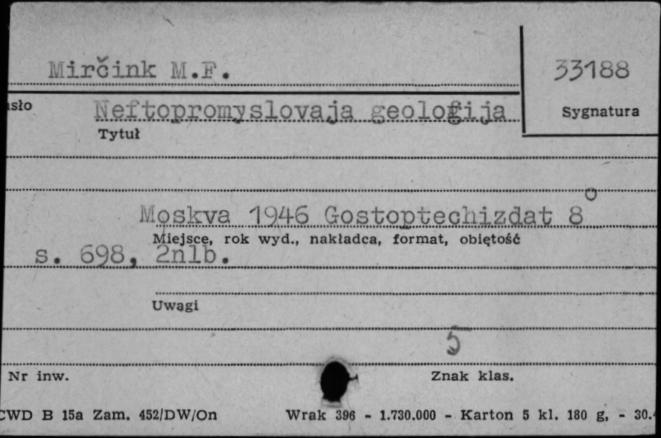 Mirčink M.F.
33188
sło
Neftopromyslovaja geologija
Sygnatura
Tytuł
Moskva 1946 Gostoptechizdat 8°
Miejsce, rok wyd., nakładca, format, objętość
s. 698, 2nlb.
Uwagi
5
Nr inw.
Znak klas.
CWD B 15a Zam. 452/DW/On Wrak 396 - 1.730.000 - Karton 5 kl. 180 g, - 30.